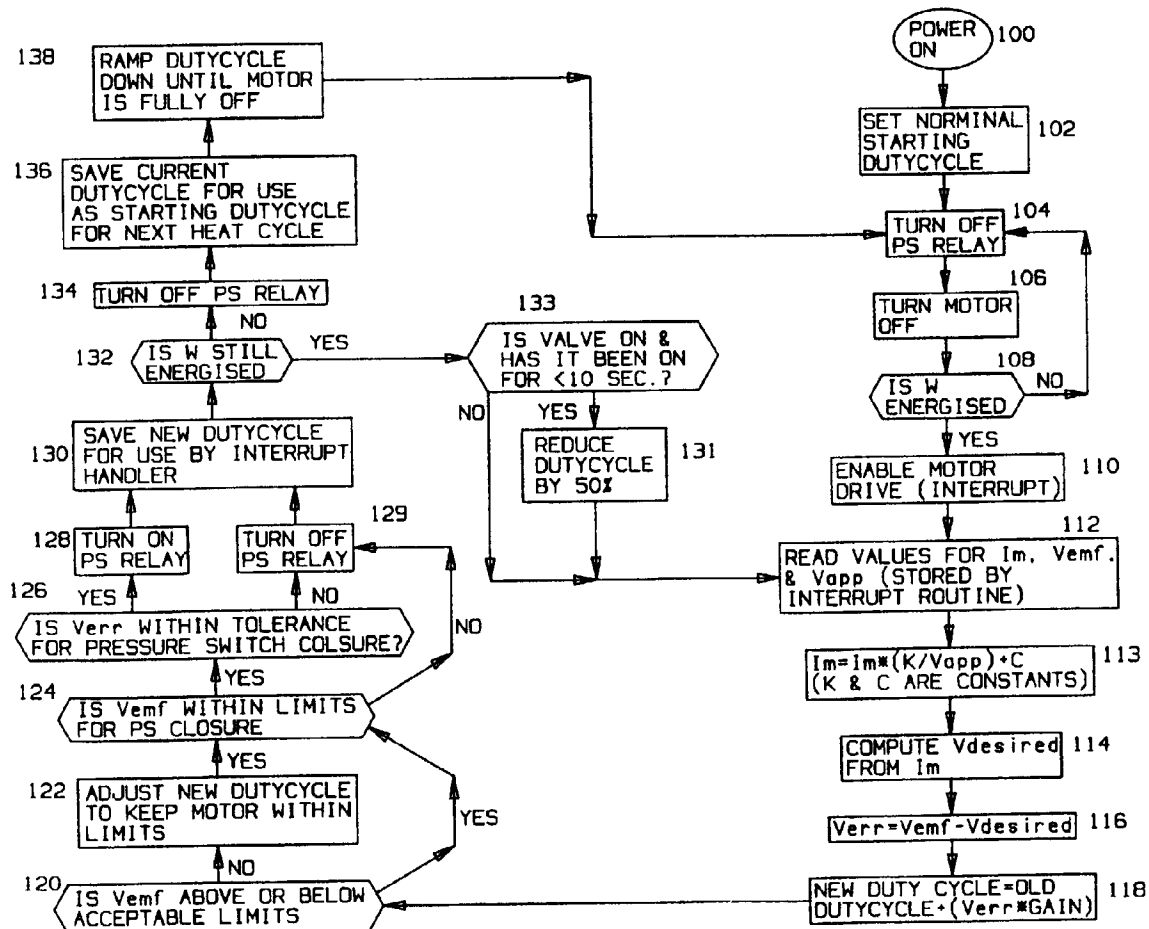 POWER
ON
100
SET NORMINAL
STARTING
DUTYCYCLE
102
TURN OFF
PS RELAY
104
TURN MOTOR
OFF
106
IS W
ENERGISED
108
NO
YES
ENABLE MOTOR
DRIVE (INTERRUPT)
110
READ VALUES FOR Im, Vemf.
& Vapp (STORED BY
INTERRUPT ROUTINE)
112
Im=Im*(K/Vapp)+C
(K & C ARE CONSTANTS)
113
COMPUTE Vdesired
FROM Im
114
Verr=Vemf-Vdesired
116
NEW DUTY CYCLE=OLD
DUTYCYCLE+(Verr*GAIN)
118
120
IS Vemf ABOVE OR BELOW
ACCEPTABLE LIMITS
NO
YES
122
ADJUST NEW DUTYCYCLE
TO KEEP MOTOR WITHIN
LIMITS
YES
124
IS Vemf WITHIN LIMITS
FOR PS CLOSURE
YES
NO
126
IS Verr WITHIN TOLERANCE
FOR PRESSURE SWITCH COLSURE?
YES
NO
128
TURN ON
PS RELAY
129
TURN OFF
PS RELAY
130
SAVE NEW DUTYCYCLE
FOR USE BY INTERRUPT
HANDLER
132
IS W STILL
ENERGISED
NO
YES
133
IS VALVE ON &
HAS IT BEEN ON
FOR <10 SEC.?
NO
YES
REDUCE
DUTYCYCLE
BY 50%
131
134
TURN OFF PS RELAY
136
SAVE CURRENT
DUTYCYCLE FOR USE
AS STARTING DUTYCYCLE
FOR NEXT HEAT CYCLE
138
RAMP DUTYCYCLE
DOWN UNTIL MOTOR
IS FULLY OFF